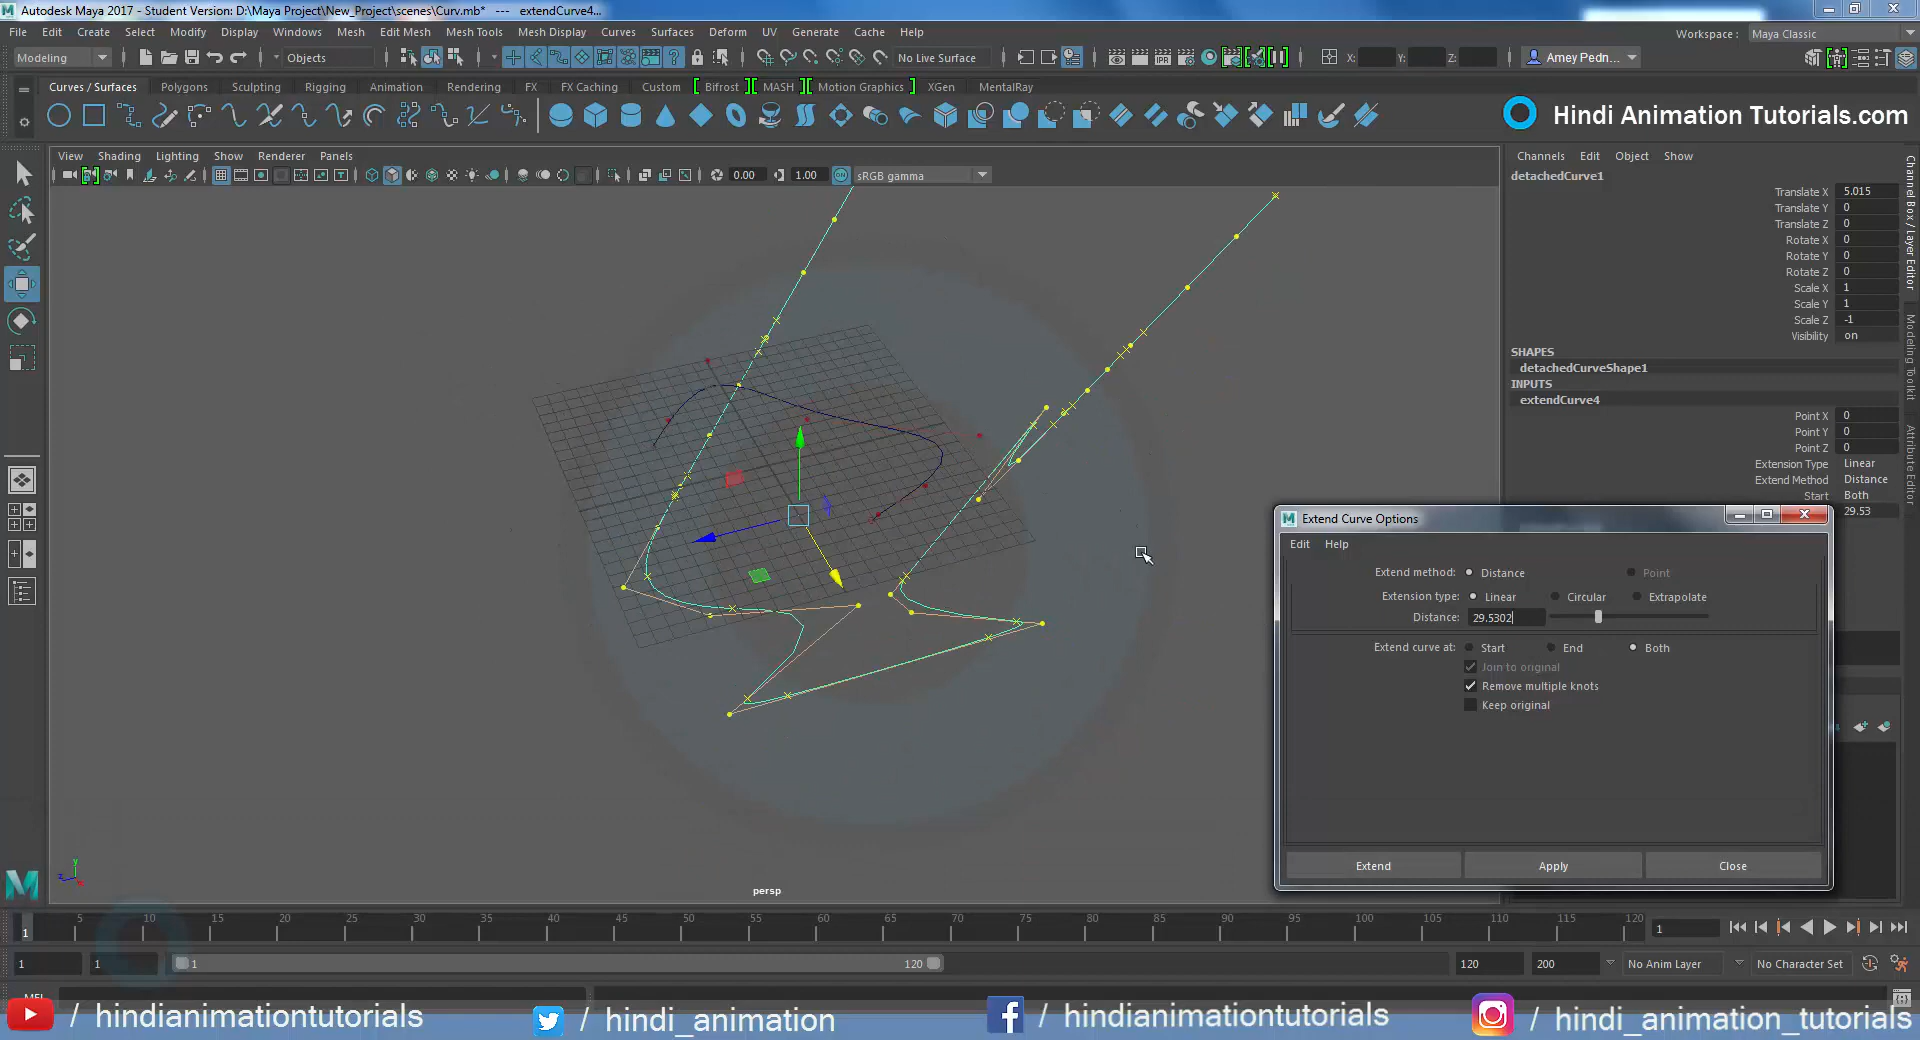 Autodesk Maya 2017 - Student Version: D:\Maya Project\New_Project\scenes\Curv.mb* --- extendCurve4...
File Edit Create Select Modify Display Windows Mesh Edit Mesh Mesh Tools Mesh Display Curves Surfaces Deform UV Generate Cache Help
Workspace : Maya Classic
Modeling Objects No Live Surface X: Y: Z: Amey Pedn...
Curves / Surfaces Polygons Sculpting Rigging Animation Rendering FX FX Caching Custom Bifrost MASH Motion Graphics XGen MentalRay
Hindi Animation Tutorials.com
View Shading Lighting Show Renderer Panels
0.00 1.00 sRGB gamma
Channels Edit Object Show
detachedCurve1
Translate X 5.015
Translate Y 0
Translate Z 0
Rotate X 0
Rotate Y 0
Rotate Z 0
Scale X 1
Scale Y 1
Scale Z -1
Visibility on
SHAPES
detachedCurveShape1
INPUTS
extendCurve4
Point X 0
Point Y 0
Point Z 0
Extension Type Linear
Extend Method Distance
Start Both
29.53
Channel Box / Layer Editor
Modeling Toolkit
Attribute Editor
Extend Curve Options
Edit Help
Extend method: Distance Point
Extension type: Linear Circular Extrapolate
Distance: 29.5302
Extend curve at: Start End Both
Join to original
Remove multiple knots
Keep original
Extend Apply Close
y
z
persp
1 5 10 15 20 25 30 35 40 45 50 55 60 65 70 75 80 85 90 95 100 105 110 115 120 1
1 1 1 120 120 200 No Anim Layer No Character Set
MEL
/ hindianimationtutorials / hindi_animation / hindianimationtutorials / hindi_animation_tutorials